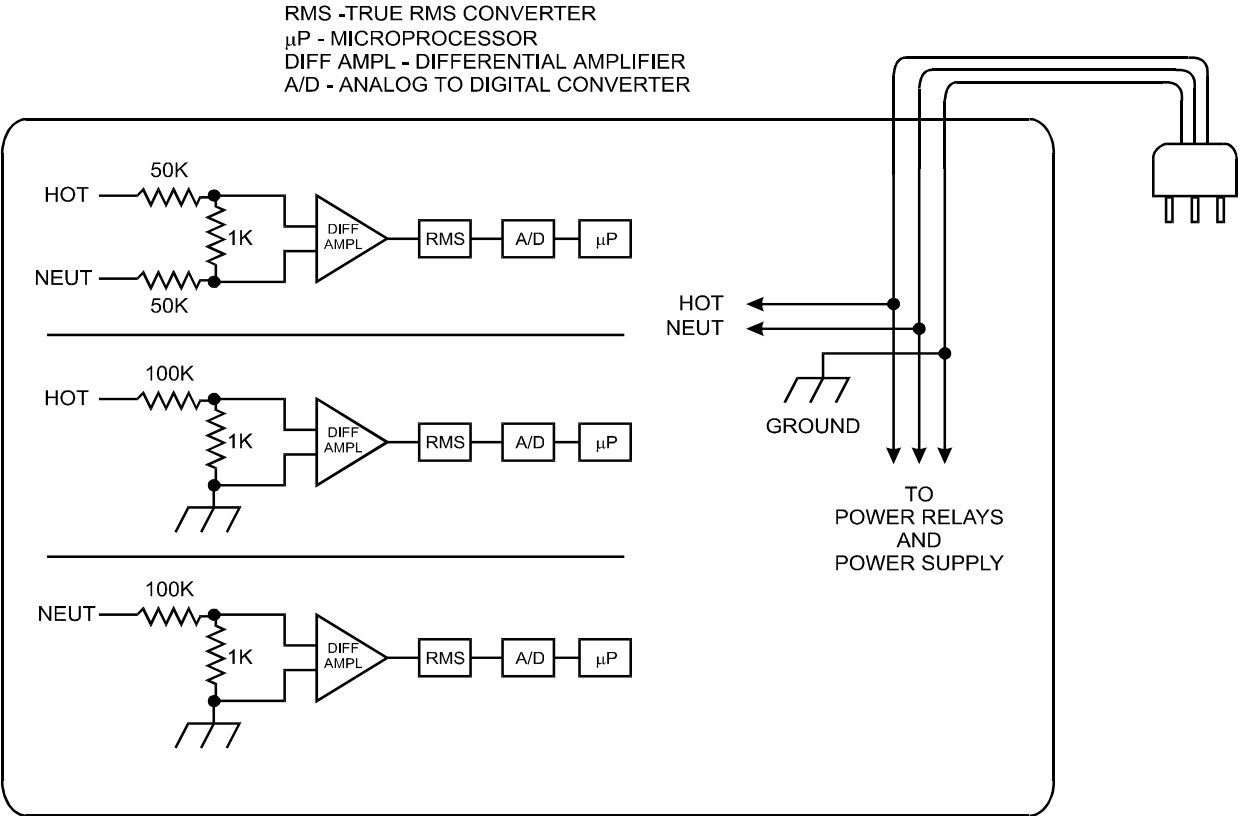 RMS -TRUE RMS CONVERTER
µP - MICROPROCESSOR
DIFF AMPL - DIFFERENTIAL AMPLIFIER
A/D - ANALOG TO DIGITAL CONVERTER
50K
HOT
1K
DIFF
AMPL
RMS
A/D
µP
NEUT
50K
100K
HOT
1K
DIFF
AMPL
RMS
A/D
µP
100K
NEUT
1K
DIFF
AMPL
RMS
A/D
µP
HOT
NEUT
GROUND
TO
POWER RELAYS
AND
POWER SUPPLY